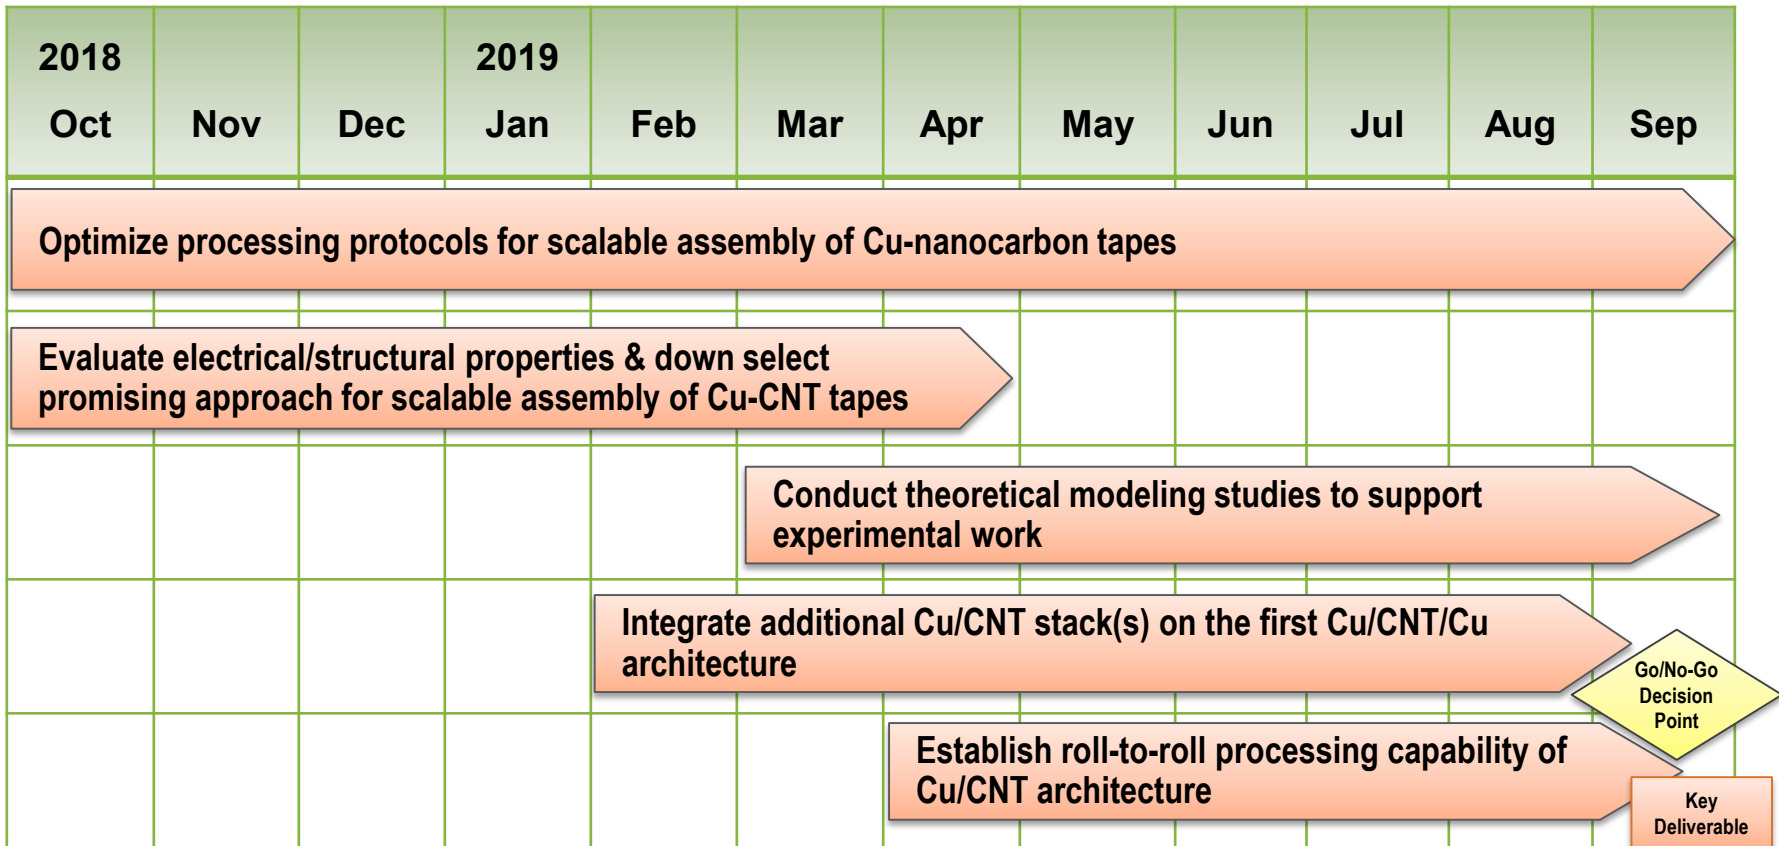 2018 2019
Oct Nov Dec Jan Feb Mar Apr May Jun Jul Aug Sep
Optimize processing protocols for scalable assembly of Cu-nanocarbon tapes
Evaluate electrical/structural properties & down select
promising approach for scalable assembly of Cu-CNT tapes
Conduct theoretical modeling studies to support
experimental work
Integrate additional Cu/CNT stack(s) on the first Cu/CNT/Cu
architecture
Go/No-Go
Decision
Point
Establish roll-to-roll processing capability of
Cu/CNT architecture
Key
Deliverable